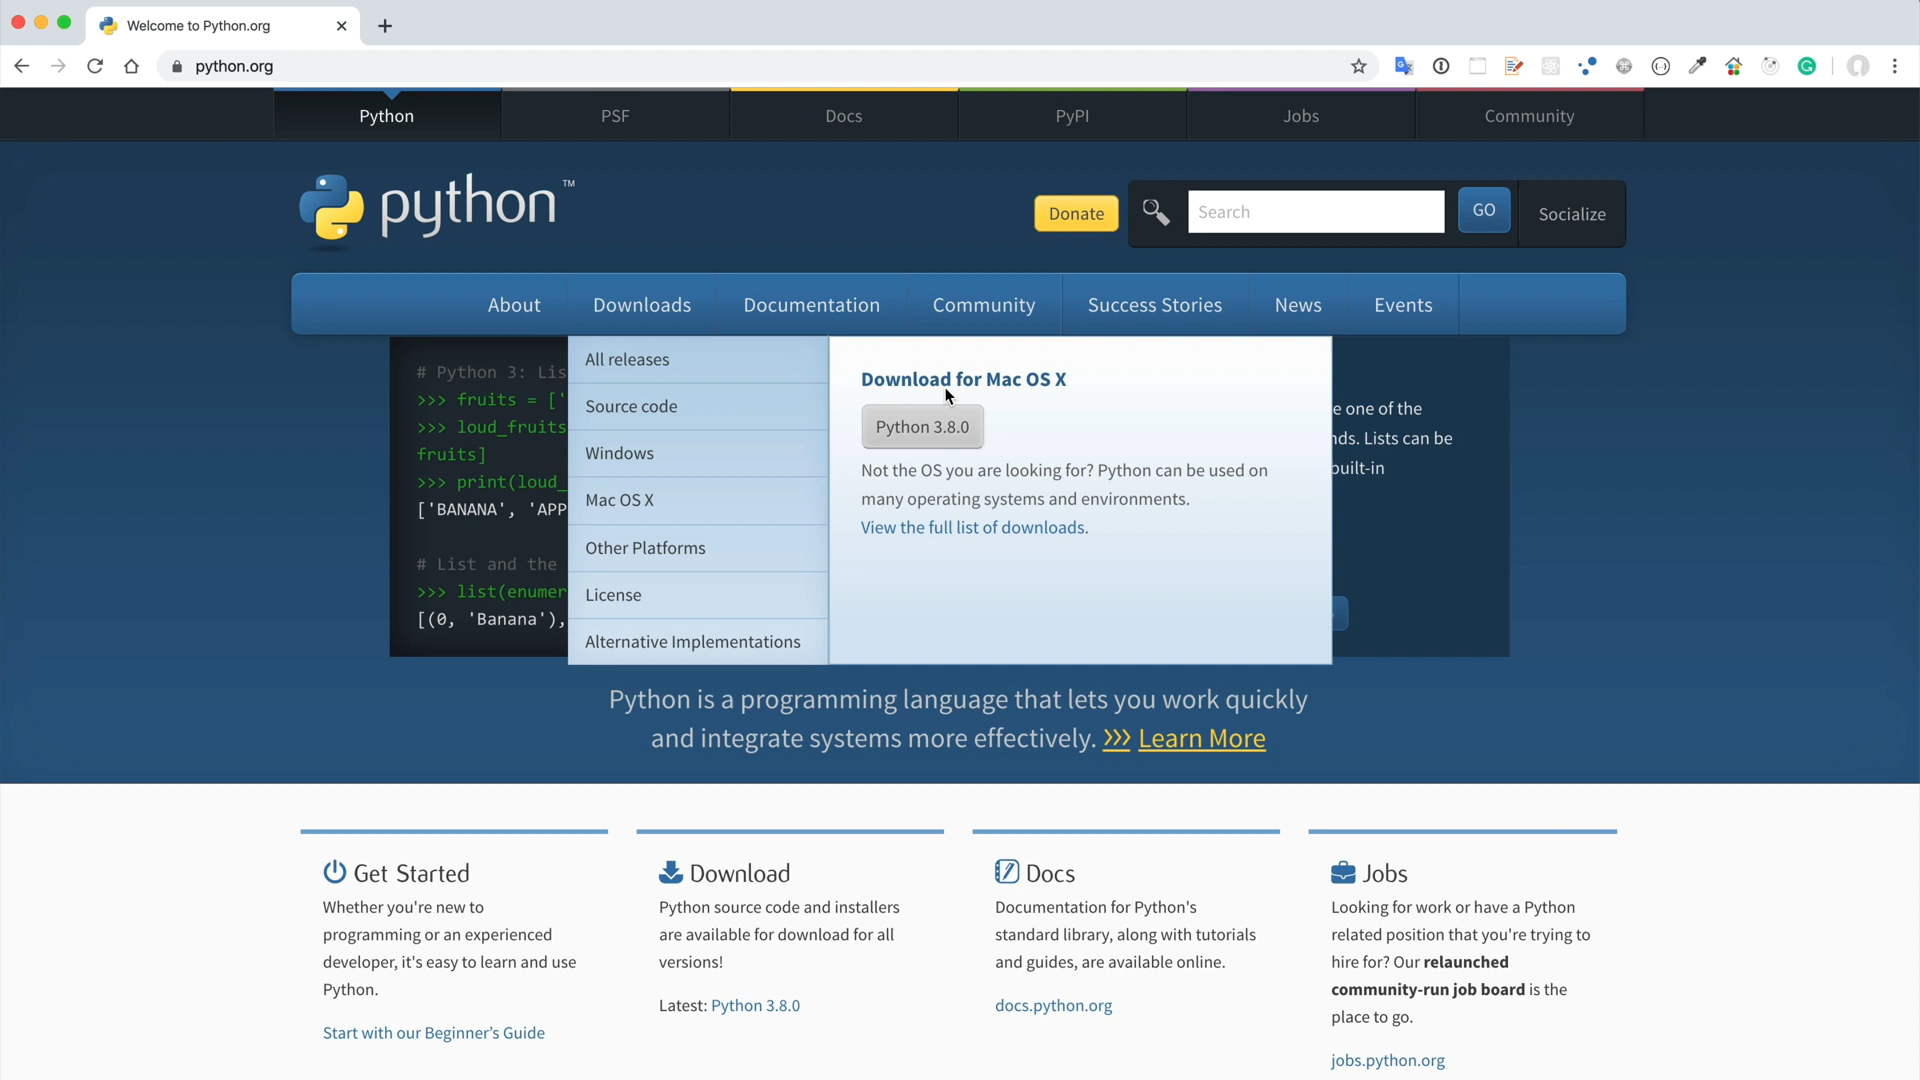 Welcome to Python.org
python.org
Python
PSF
Docs
PyPI
Jobs
Community
python™
Donate
Search
GO
Socialize
About
Downloads
Documentation
Community
Success Stories
News
Events
# Python 3: Lis
>>> fruits = ['
>>> loud_fruits
fruits]
>>> print(loud_
['BANANA', 'APP
# List and the
>>> list(enumer
[(0, 'Banana'),
All releases
Source code
Windows
Mac OS X
Other Platforms
License
Alternative Implementations
Download for Mac OS X
Python 3.8.0
Not the OS you are looking for? Python can be used on
many operating systems and environments.
View the full list of downloads.
e one of the
nds. Lists can be
built-in
Python is a programming language that lets you work quickly
and integrate systems more effectively. >>> Learn More
Get Started
Whether you're new to
programming or an experienced
developer, it's easy to learn and use
Python.
Start with our Beginner's Guide
Download
Python source code and installers
are available for download for all
versions!
Latest: Python 3.8.0
Docs
Documentation for Python's
standard library, along with tutorials
and guides, are available online.
docs.python.org
Jobs
Looking for work or have a Python
related position that you're trying to
hire for? Our relaunched
community-run job board is the
place to go.
jobs.python.org